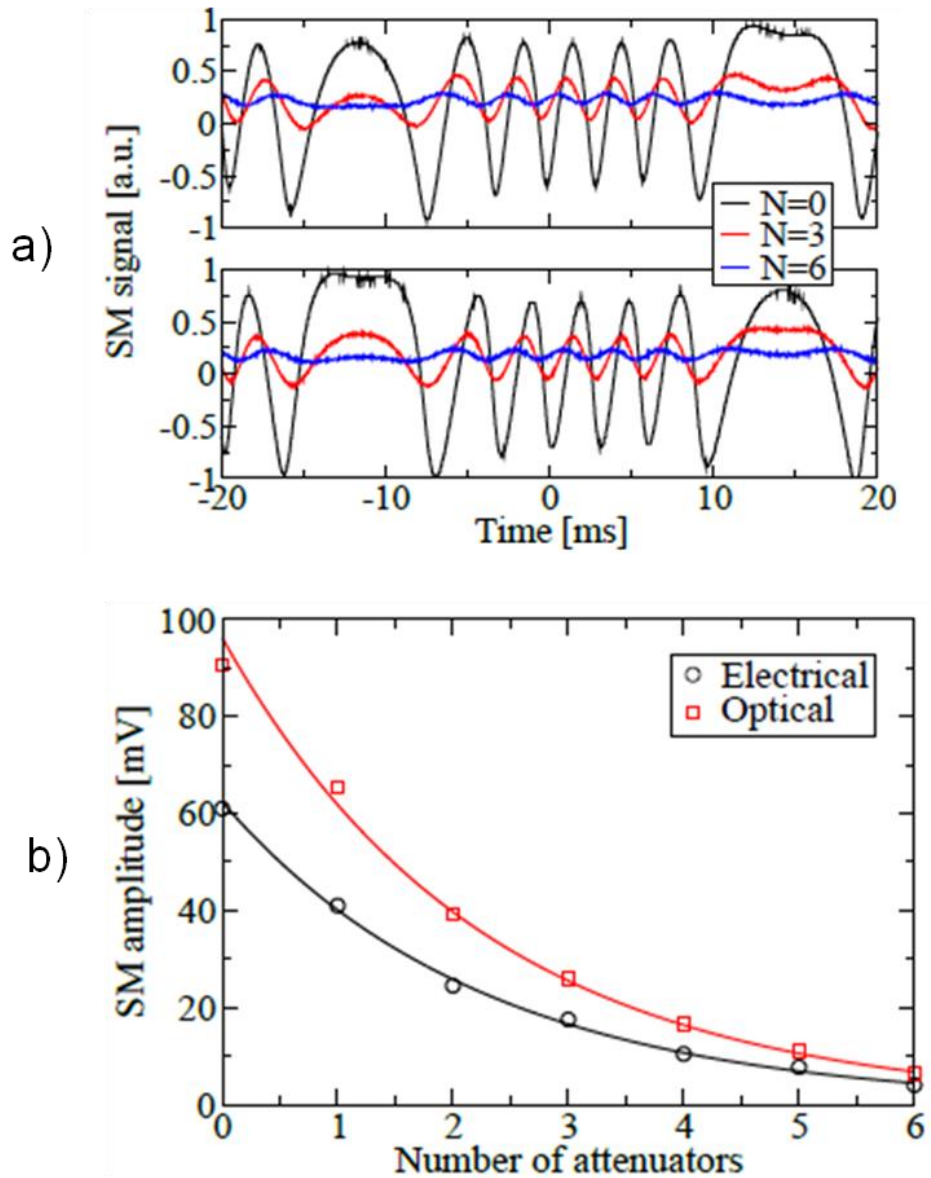 a)
SM signal [a.u.]
1
0.5
0
-0.5
-1
N=0
N=3
N=6
1
0.5
0
-0.5
-1
-20 -10 0 10 20
Time [ms]
b)
SM amplitude [mV]
100
80
60
40
20
0
Electrical
Optical
0 1 2 3 4 5 6
Number of attenuators